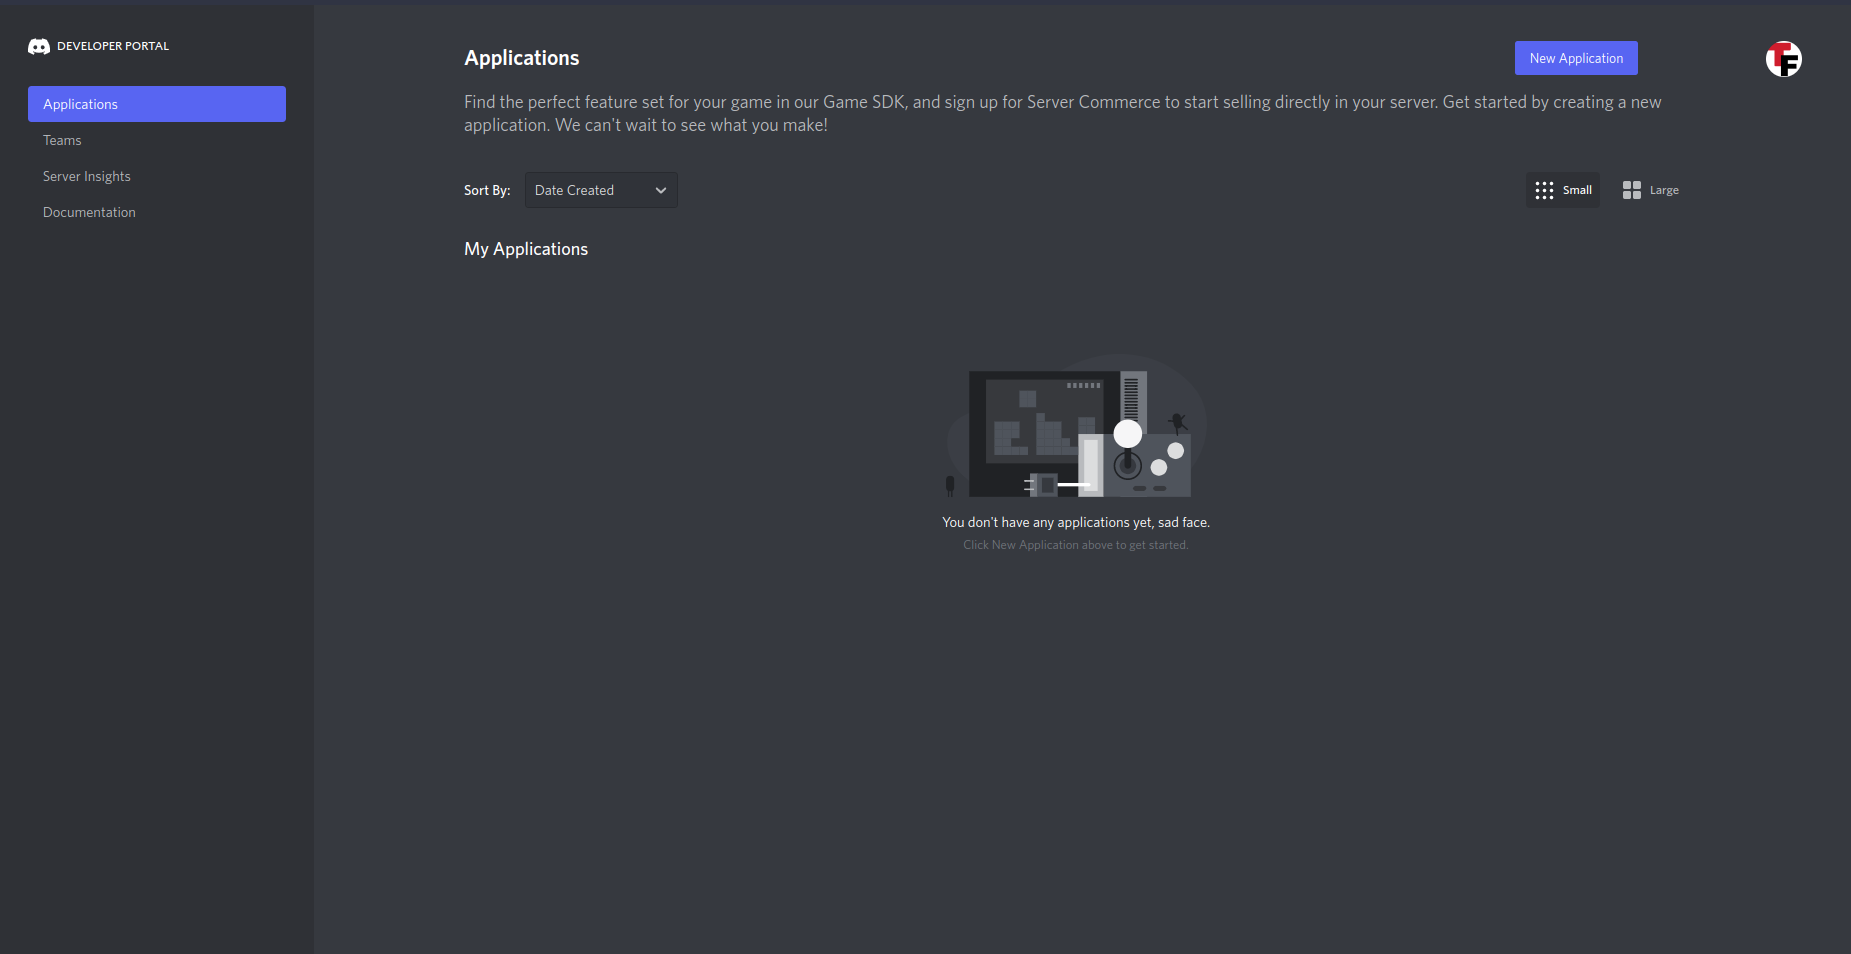 DEVELOPER PORTAL
Applications
Teams
Server Insights
Documentation
Applications
New Application
TF
Find the perfect feature set for your game in our Game SDK, and sign up for Server Commerce to start selling directly in your server. Get started by creating a new
application. We can't wait to see what you make!
Sort By:
Date Created
Small
Large
My Applications
You don't have any applications yet, sad face.
Click New Application above to get started.